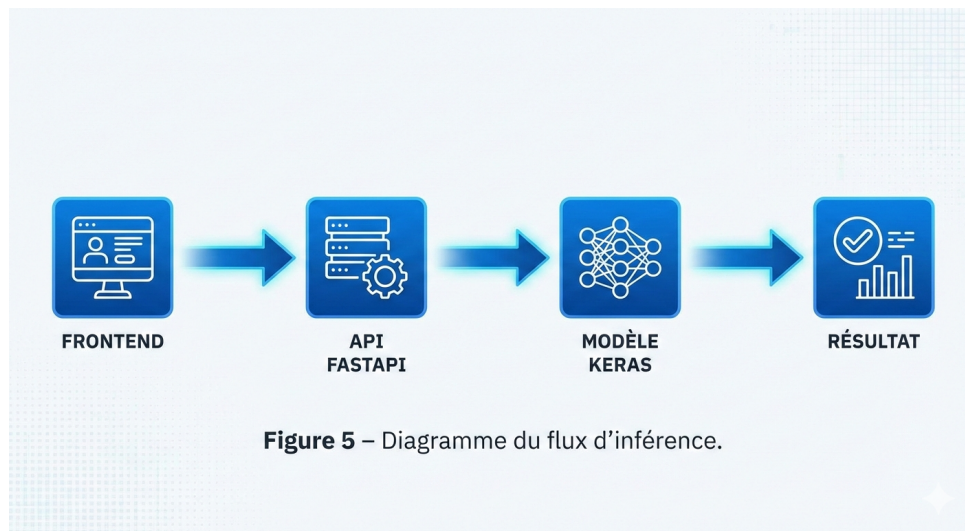 FRONTEND
API
FASTAPI
MODÈLE
KERAS
RÉSULTAT
Figure 5 – Diagramme du flux d’inférence.